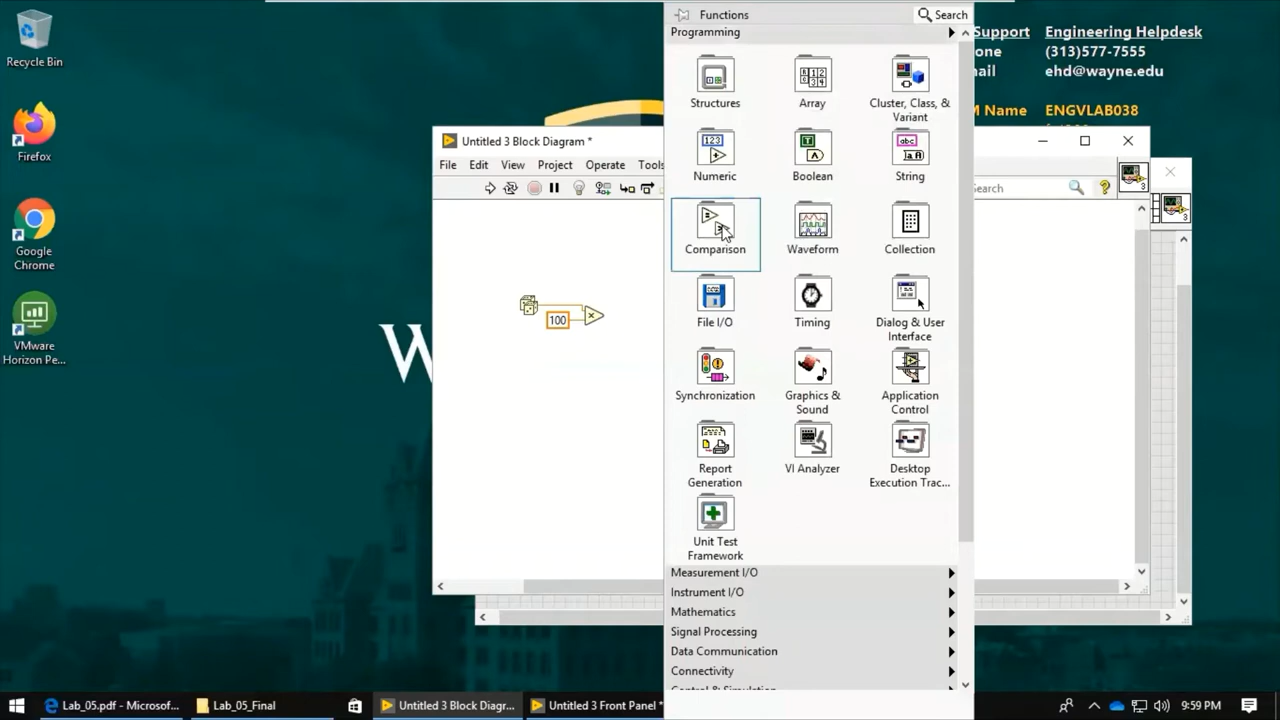 Recycle Bin
Firefox
Google
Chrome
VMware
Horizon Pe...
W
Support
Engineering Helpdesk
one
(313)577-7555
nail
ehd@wayne.edu
M Name
ENGVLAB038
Untitled 3 Block Diagram *
File Edit View Project Operate Tools
100
Search
3
3
Functions
Search
Programming
Structures
Array
Cluster, Class, &
Variant
Numeric
Boolean
String
Comparison
Waveform
Collection
File I/O
Timing
Dialog & User
Interface
Synchronization
Graphics &
Sound
Application
Control
Report
Generation
VI Analyzer
Desktop
Execution Trac...
Unit Test
Framework
Measurement I/O
Instrument I/O
Mathematics
Signal Processing
Data Communication
Connectivity
Lab_05.pdf - Microsof...
Lab_05_Final
Untitled 3 Block Diagr...
Untitled 3 Front Panel *
9:59 PM